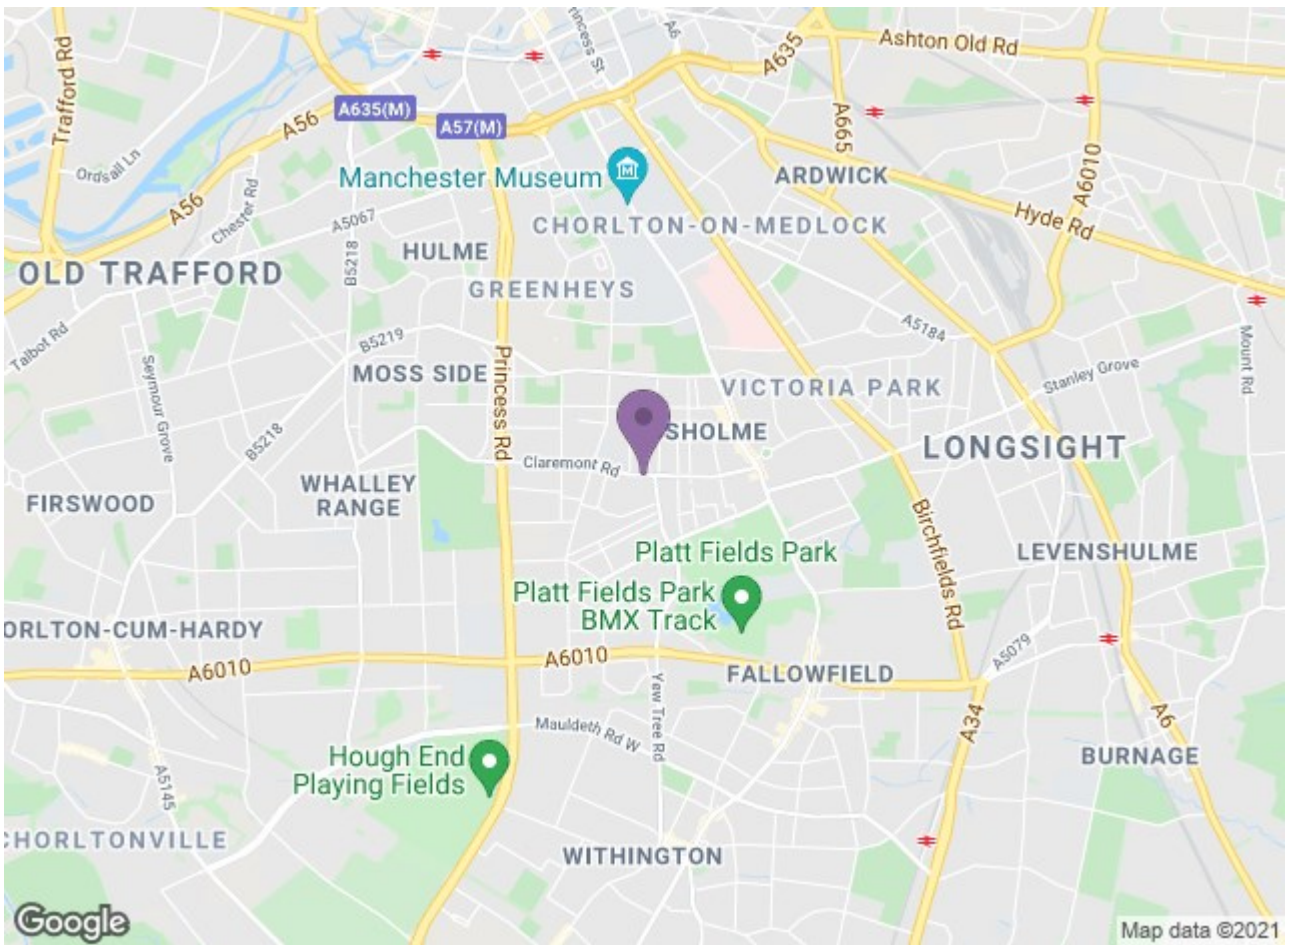 Princess St
A6
Ashton Old Rd
A635
Trafford Rd
A635(M)
A56
A57(M)
A665
Ordsall Ln
Manchester Museum
ARDWICK
A6010
A56
Chester Rd
A5067
CHORLTON-ON-MEDLOCK
Hyde Rd
HULME
B5218
OLD TRAFFORD
GREENHEYS
A5184
Talbot Rd
B5219
Mount Rd
Seymour Grove
MOSS SIDE
Princess Rd
VICTORIA PARK
Stanley Grove
SHOLME
B5218
LONGSIGHT
Claremont Rd
WHALLEY
RANGE
FIRSWOOD
Birchfields Rd
Platt Fields Park
LEVENSHULME
Platt Fields Park
BMX Track
ORLTON-CUM-HARDY
A6010
A6010
A5079
FALLOWFIELD
Yew Tree Rd
Mauldeth Rd W
A34
A6
Hough End
Playing Fields
BURNAGE
A5145
CHORLTONVILLE
WITHINGTON
Google
Map data ©2021